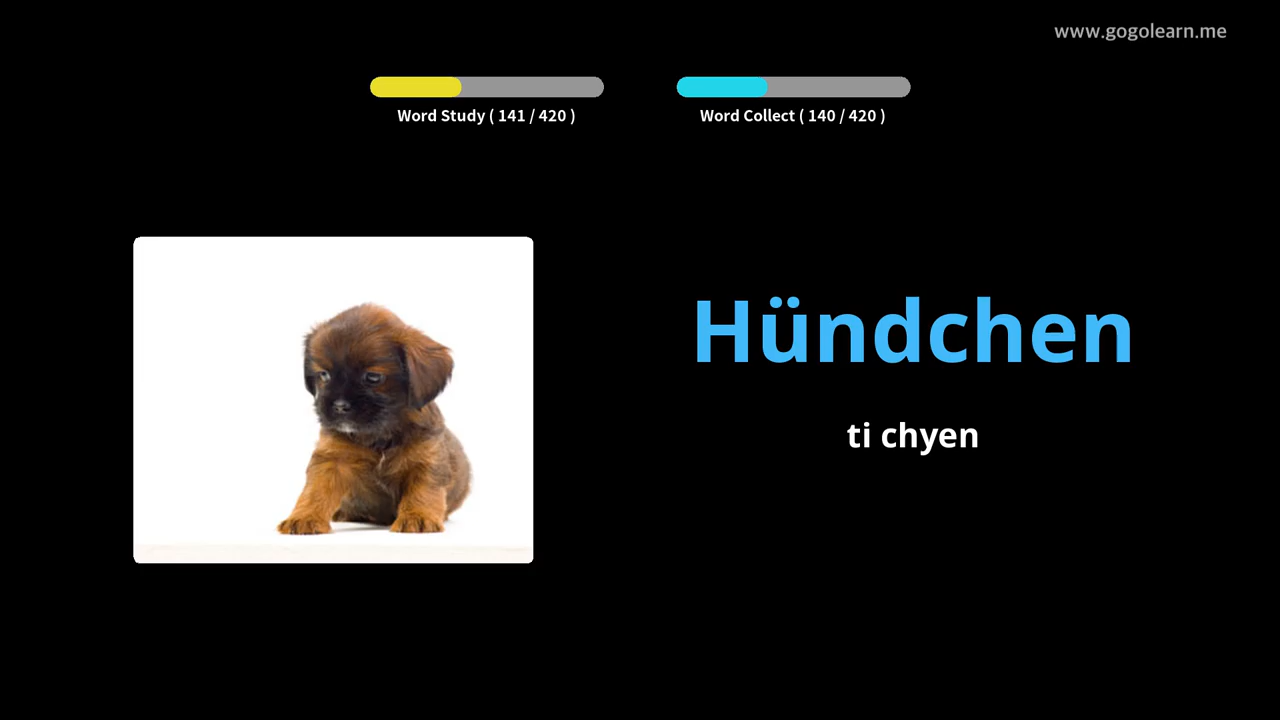 www.gogolearn.me
Word Study ( 141 / 420 )
Word Collect ( 140 / 420 )
Hündchen
ti chyen